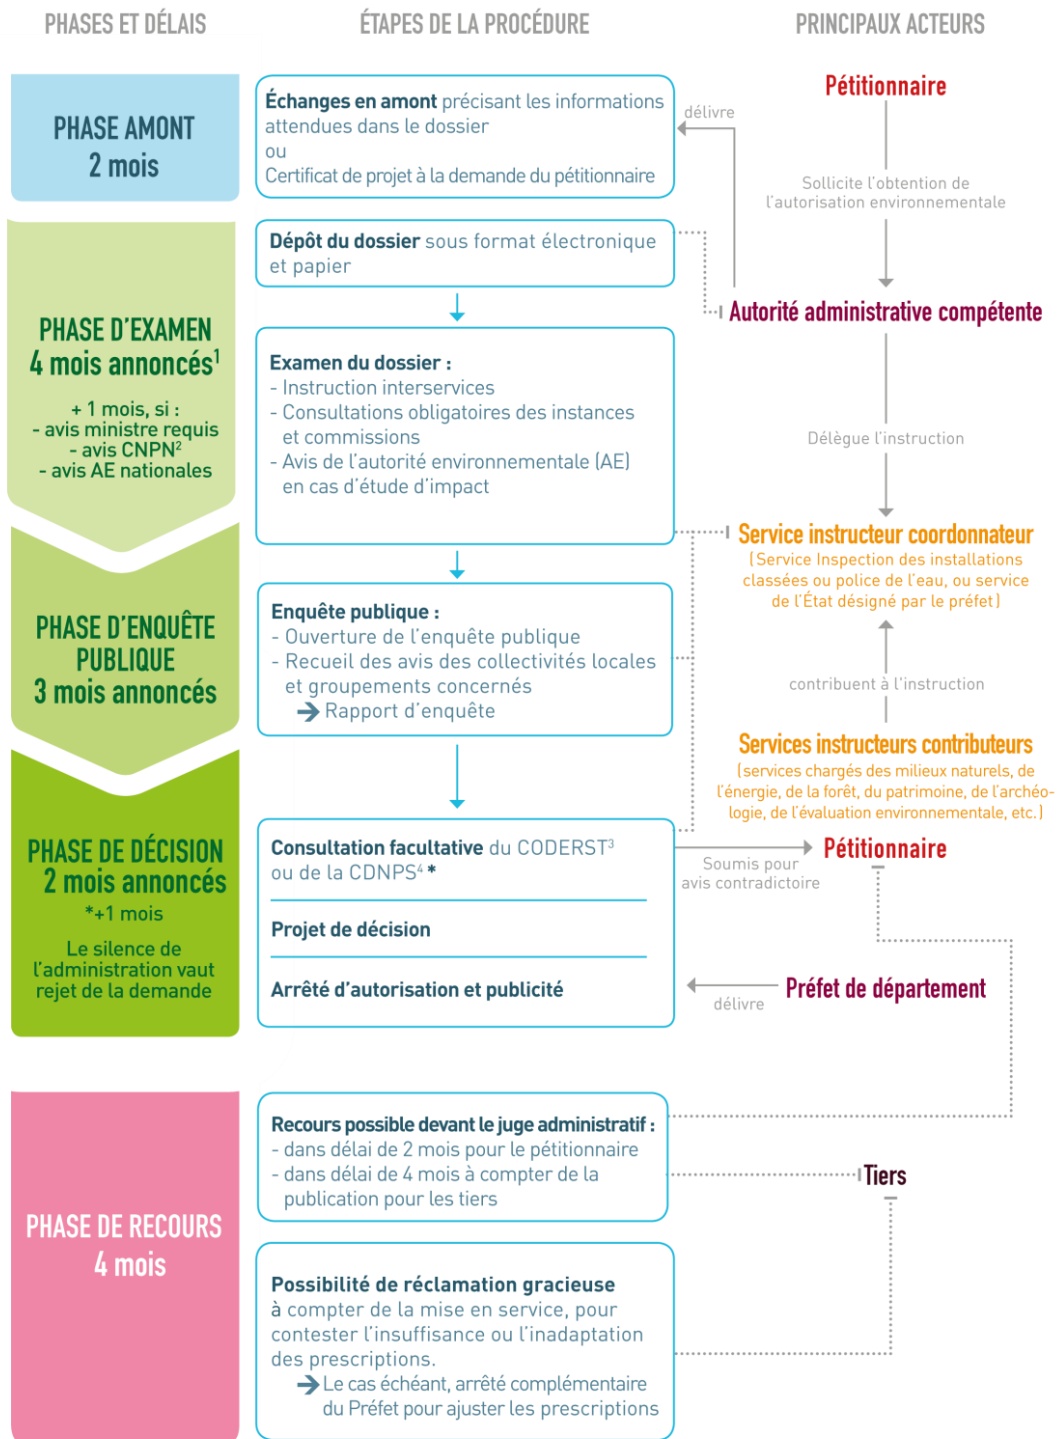 PHASES ET DÉLAIS
ÉTAPES DE LA PROCÉDURE
PRINCIPAUX ACTEURS
PHASE AMONT
2 mois
Échanges en amont précisant les informations
attendues dans le dossier
ou
Certificat de projet à la demande du pétitionnaire
délivre
Pétitionnaire
Sollicite l'obtention de
l'autorisation environnementale
Dépôt du dossier sous format électronique
et papier
Autorité administrative compétente
PHASE D'EXAMEN
4 mois annoncés¹
+ 1 mois, si :
- avis ministre requis
- avis CNPN²
- avis AE nationales
Examen du dossier :
- Instruction interservices
- Consultations obligatoires des instances
et commissions
- Avis de l'autorité environnementale (AE)
en cas d'étude d'impact
Délègue l'instruction
Service instructeur coordonnateur
(Service Inspection des installations
classées ou police de l'eau, ou service
de l'État désigné par le préfet)
PHASE D'ENQUÊTE
PUBLIQUE
3 mois annoncés
Enquête publique :
- Ouverture de l'enquête publique
- Recueil des avis des collectivités locales
et groupements concernés
→ Rapport d'enquête
contribuent à l'instruction
Services instructeurs contributeurs
(services chargés des milieux naturels, de
l'énergie, de la forêt, du patrimoine, de l'archéo-
logie, de l'évaluation environnementale, etc.)
PHASE DE DÉCISION
2 mois annoncés
*+1 mois
Le silence de
l'administration vaut
rejet de la demande
Consultation facultative du CODERST³
ou de la CDNPS⁴ *
Projet de décision
Arrêté d'autorisation et publicité
Soumis pour
avis contradictoire
Pétitionnaire
Préfet de département
délivre
PHASE DE RECOURS
4 mois
Recours possible devant le juge administratif :
- dans délai de 2 mois pour le pétitionnaire
- dans délai de 4 mois à compter de la
publication pour les tiers
Tiers
Possibilité de réclamation gracieuse
à compter de la mise en service, pour
contester l'insuffisance ou l'inadaptation
des prescriptions.
→ Le cas échéant, arrêté complémentaire
du Préfet pour ajuster les prescriptions